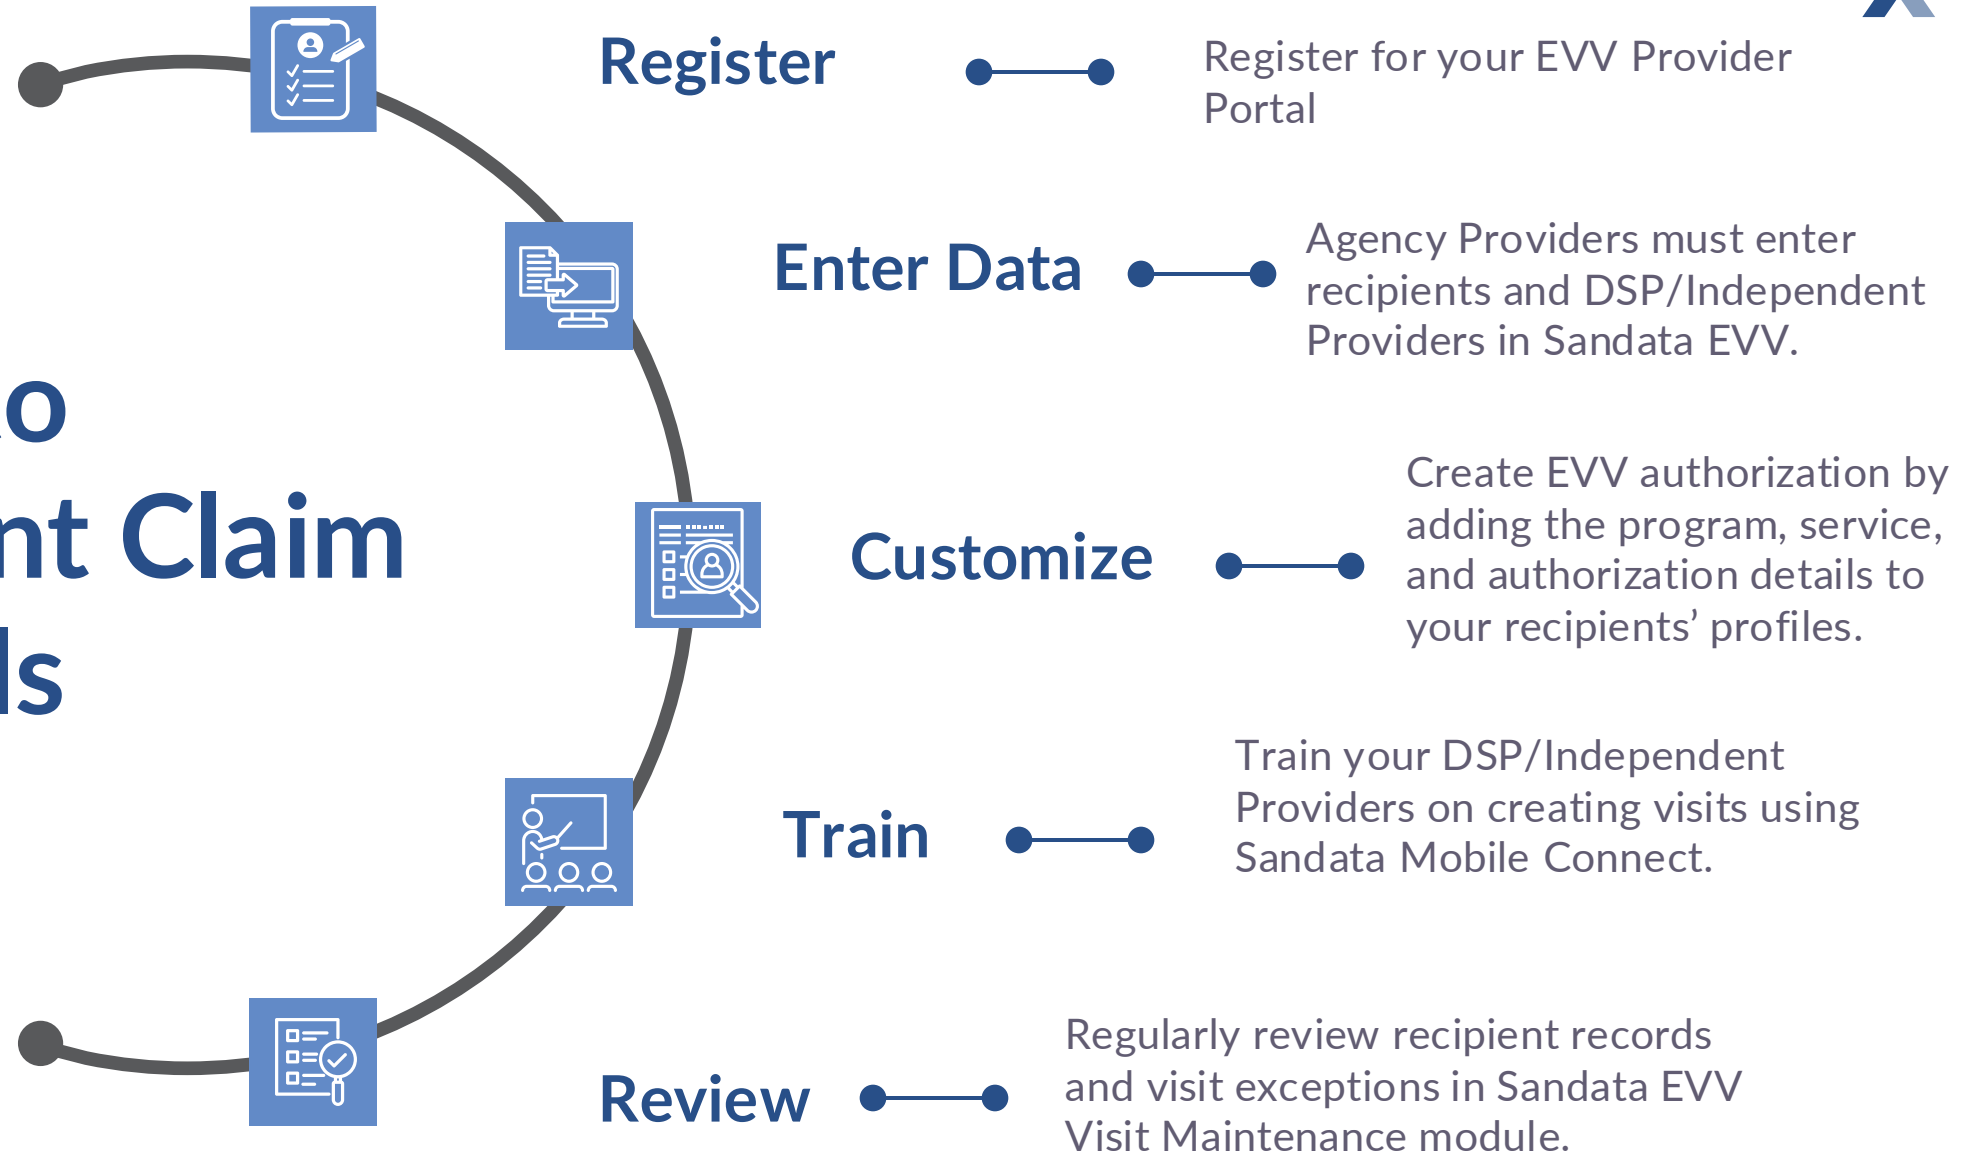 Register
Register for your EVV Provider
Portal
Enter Data
Agency Providers must enter
recipients and DSP/Independent
Providers in Sandata EVV.
Claim
Customize
Create EVV authorization by
adding the program, service,
and authorization details to
your recipients’ profiles.
Train
Train your DSP/Independent
Providers on creating visits using
Sandata Mobile Connect.
Review
Regularly review recipient records
and visit exceptions in Sandata EVV
Visit Maintenance module.